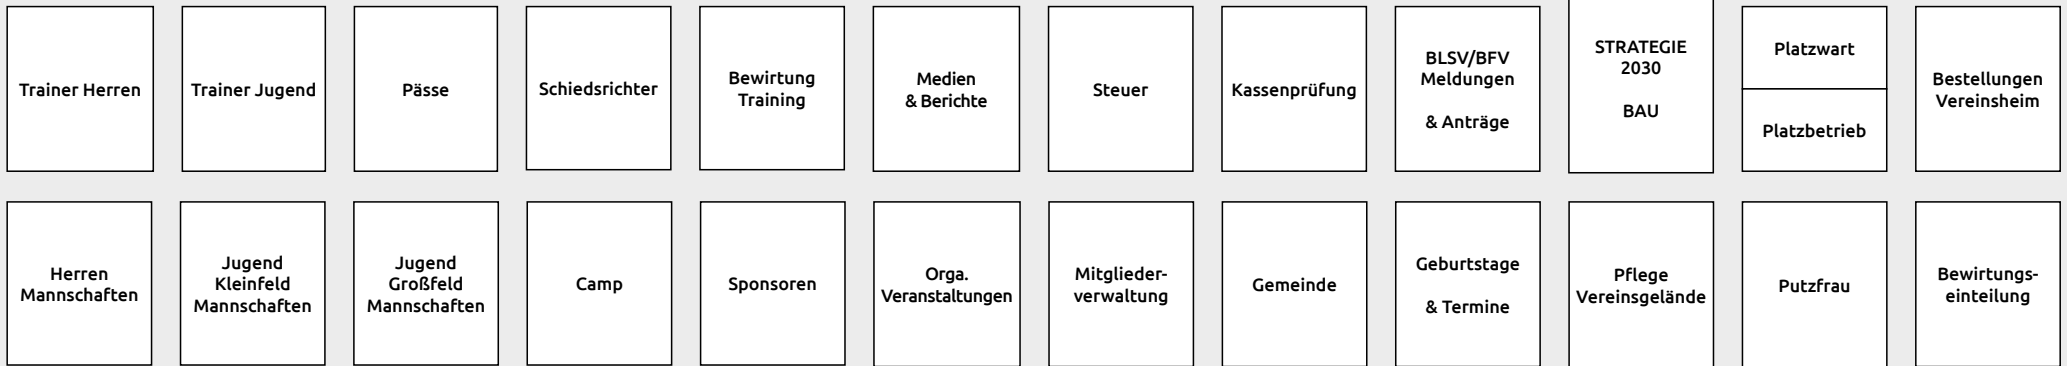 Trainer Herren
Trainer Jugend
Pässe
Schiedsrichter
Bewirtung
Training
Medien
& Berichte
Steuer
Kassenprüfung
BLSV/BFV
Meldungen
& Anträge
STRATEGIE
2030
BAU
Platzwart
Platzbetrieb
Bestellungen
Vereinsheim
Herren
Mannschaften
Jugend
Kleinfeld
Mannschaften
Jugend
Großfeld
Mannschaften
Camp
Sponsoren
Orga.
Veranstaltungen
Mitglieder-
verwaltung
Gemeinde
Geburtstage
& Termine
Pflege
Vereinsgelände
Putzfrau
Bewirtungs-
einteilung